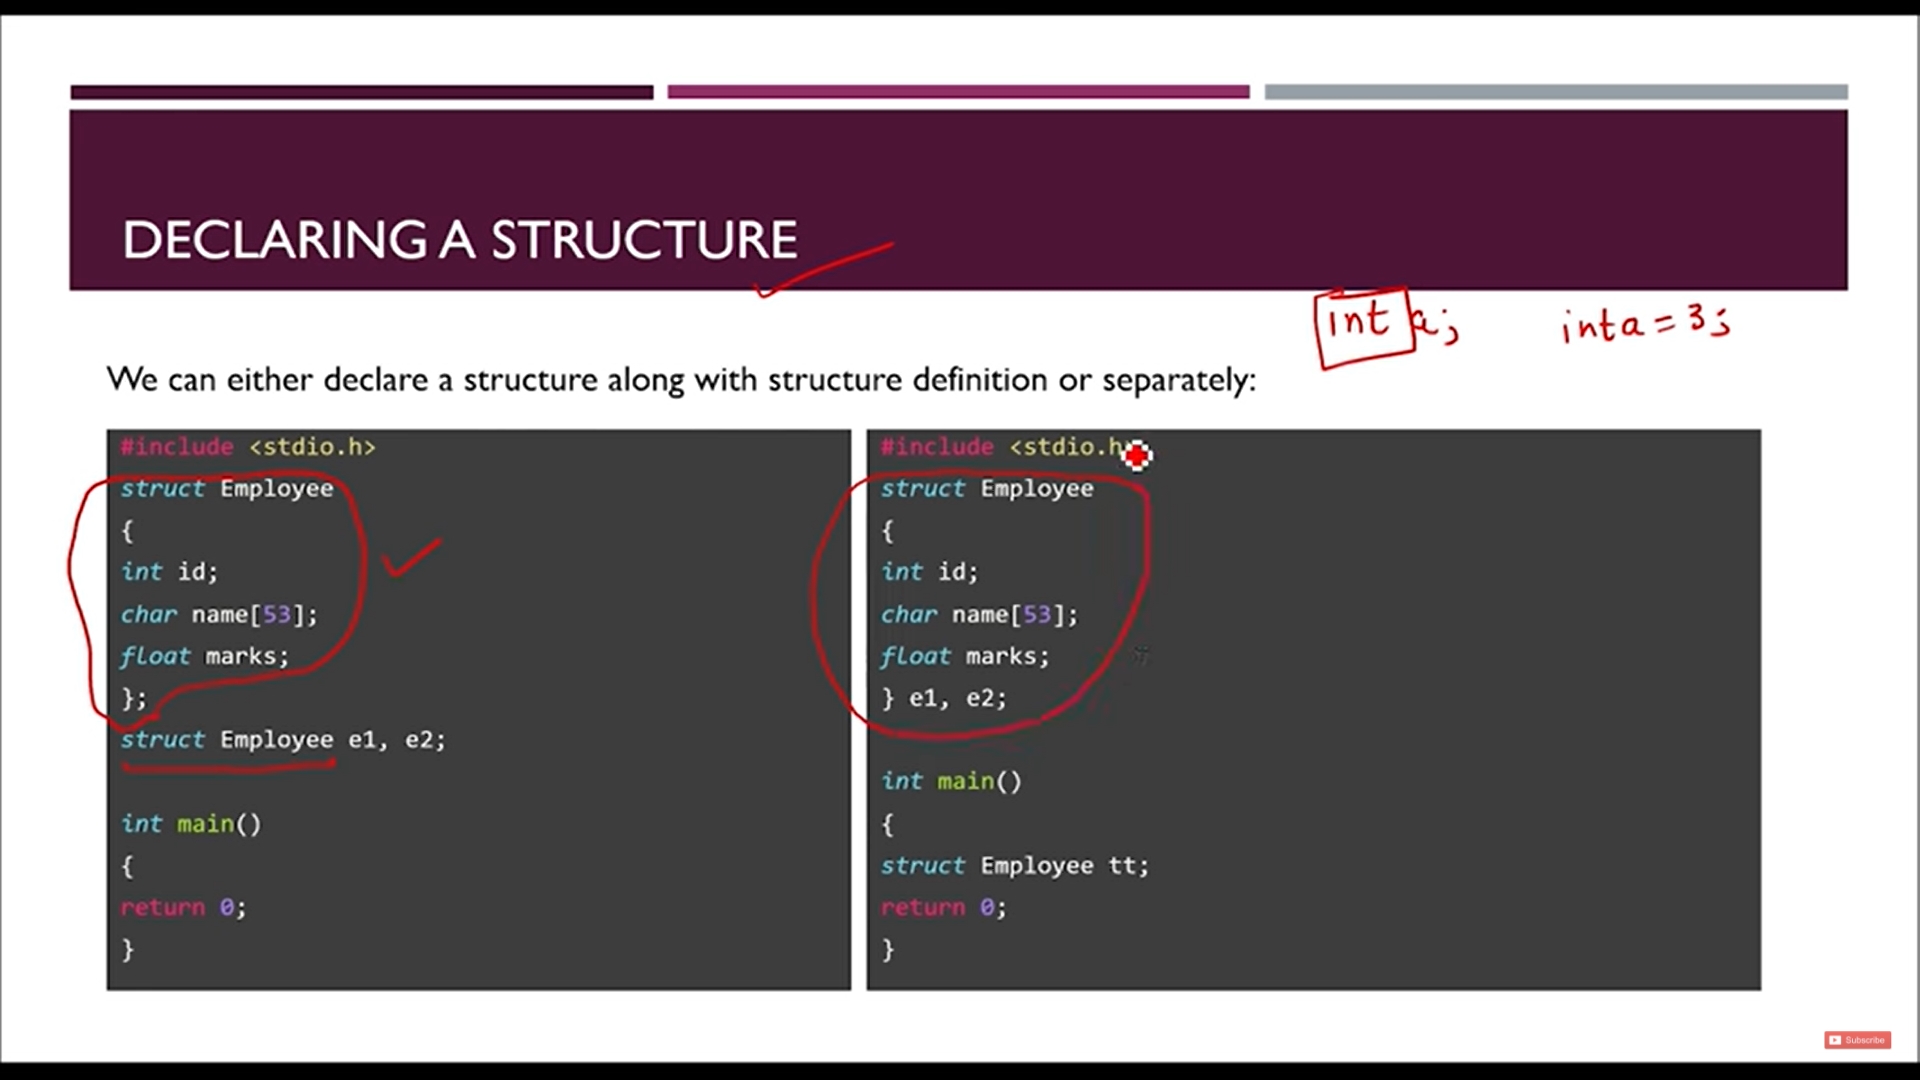 DECLARING A STRUCTURE
int a;
int a = 3;
We can either declare a structure along with structure definition or separately:
#include <stdio.h>
struct Employee
{
int id;
char name[53];
float marks;
};
struct Employee e1, e2;
int main()
{
return 0;
}
#include <stdio.h
struct Employee
{
int id;
char name[53];
float marks;
} e1, e2;
int main()
{
struct Employee tt;
return 0;
}
Subscribe